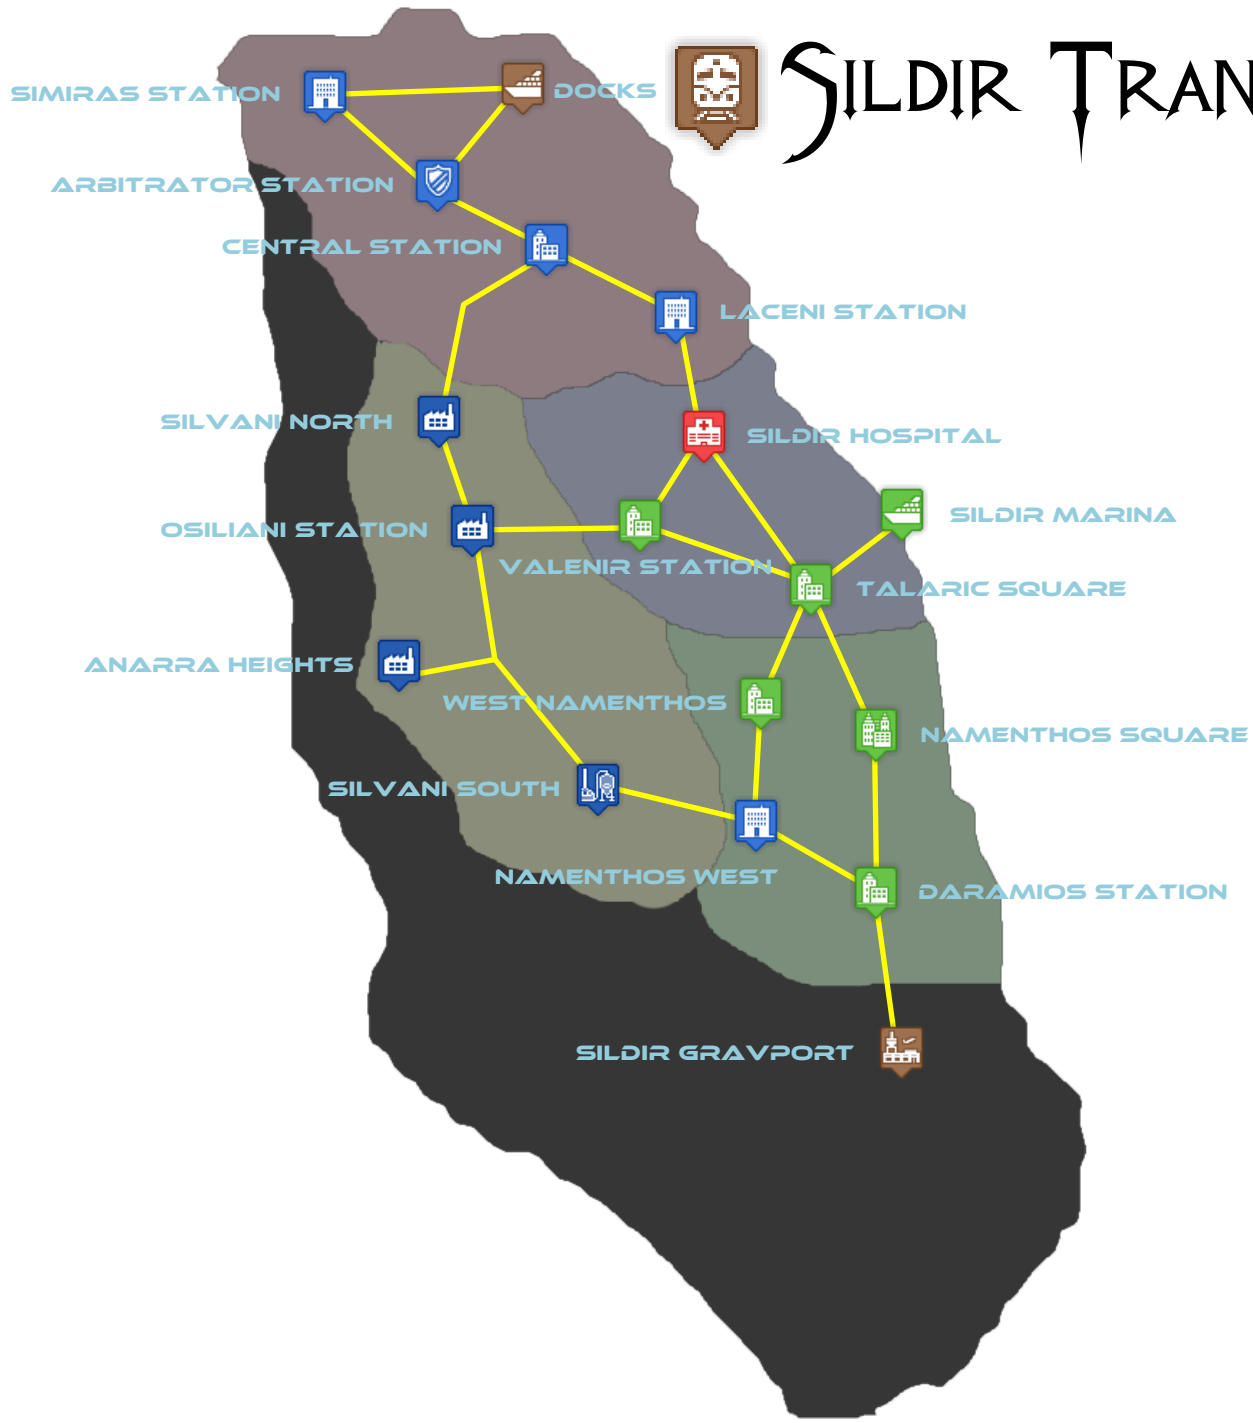 SILDIR TRAN
SIMIRAS STATION
DOCKS
ARBITRATOR STATION
CENTRAL STATION
LACENI STATION
SILVANI NORTH
SILDIR HOSPITAL
OSILIANI STATION
SILDIR MARINA
VALENIR STATION
TALARIC SQUARE
ANARRA HEIGHTS
WEST NAMENTHOS
NAMENTHOS SQUARE
SILVANI SOUTH
NAMENTHOS WEST
DARAMIOS STATION
SILDIR GRAVPORT